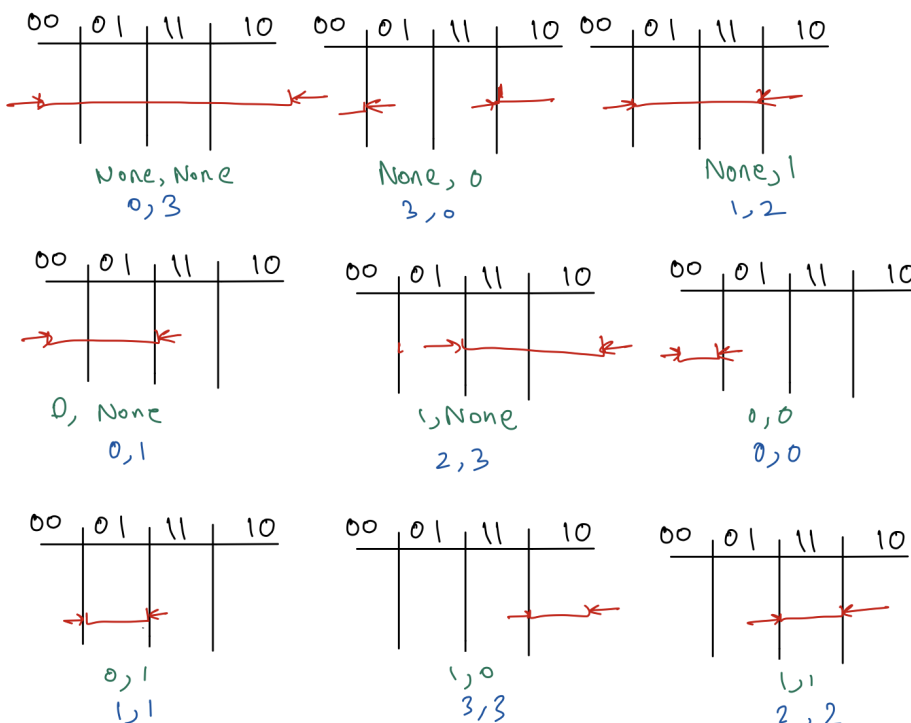 00 01 11 10 00 01 11 10 00 01 11 10
None, None None, 0 None, 1
0, 3 3, 0 1, 2
00 01 11 10 00 01 11 10 00 01 11 10
0, None 1, None 0, 0
0, 1 2, 3 0, 0
00 01 11 10 00 01 11 10 00 01 11 10
0, 1 1, 0 1, 1
1, 1 3, 3 2, 2